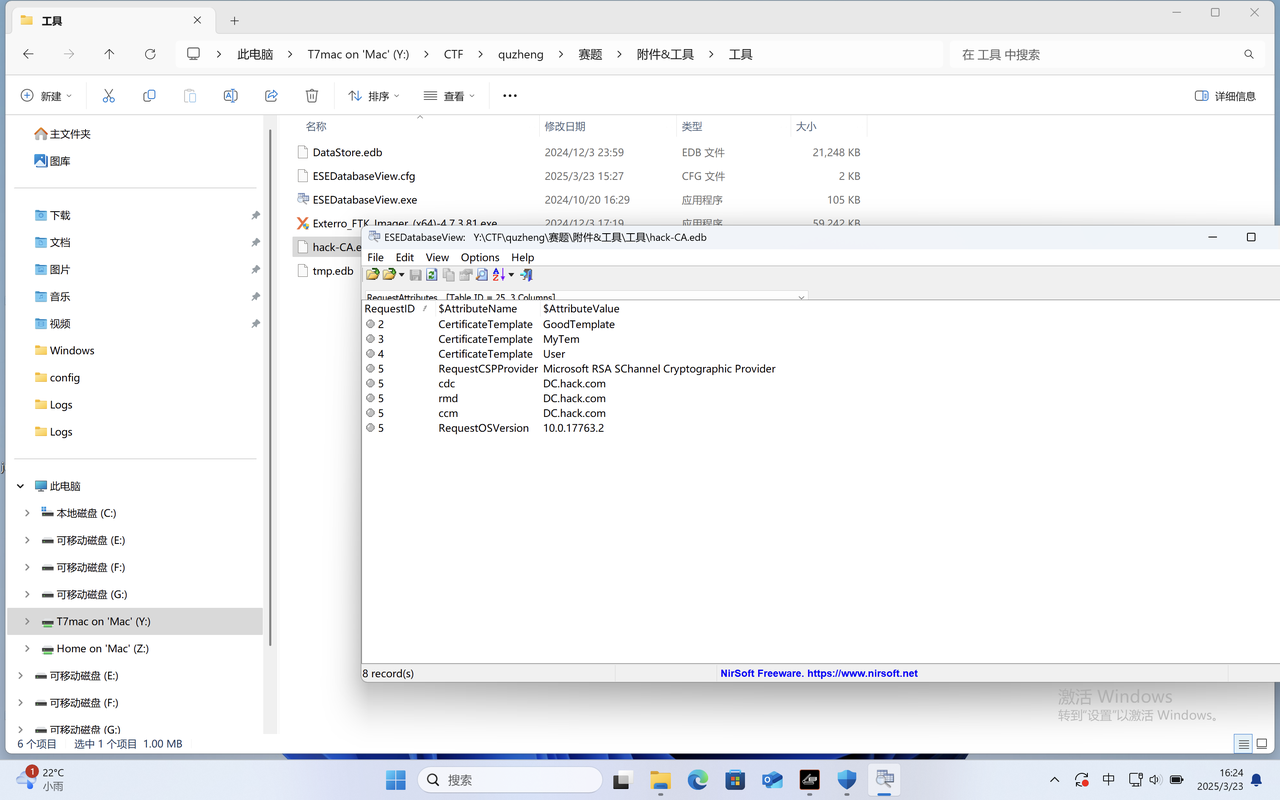 工具
此电脑 > T7mac on 'Mac' (Y:) > CTF > quzheng > 赛题 > 附件&工具 > 工具
在 工具 中搜索
新建
排序
查看
详细信息
主文件夹
图库
下载
文档
图片
音乐
视频
Windows
config
Logs
Logs
此电脑
本地磁盘 (C:)
可移动磁盘 (E:)
可移动磁盘 (F:)
可移动磁盘 (G:)
T7mac on 'Mac' (Y:)
Home on 'Mac' (Z:)
可移动磁盘 (E:)
可移动磁盘 (F:)
可移动磁盘 (G:)
名称 修改日期 类型 大小
DataStore.edb 2024/12/3 23:59 EDB 文件 21,248 KB
ESEDatabaseView.cfg 2025/3/23 15:27 CFG 文件 2 KB
ESEDatabaseView.exe 2024/10/20 16:29 应用程序 105 KB
Exterro_FTK_Imager_(x64)-4.7.3.81.exe 2024/12/3 17:19 应用程序 59,242 KB
hack-CA.e
tmp.edb
ESEDatabaseView: Y:\CTF\quzheng\赛题\附件&工具\工具\hack-CA.edb
File Edit View Options Help
RequestAttributes [Table ID = 25, 3 Columns]
RequestID / $AttributeName $AttributeValue
2 CertificateTemplate GoodTemplate
3 CertificateTemplate MyTem
4 CertificateTemplate User
5 RequestCSPProvider Microsoft RSA SChannel Cryptographic Provider
5 cdc DC.hack.com
5 rmd DC.hack.com
5 ccm DC.hack.com
5 RequestOSVersion 10.0.17763.2
8 record(s)
NirSoft Freeware. https://www.nirsoft.net
激活 Windows
转到"设置"以激活 Windows。
6 个项目 选中 1 个项目 1.00 MB
1
22°C
小雨
搜索
中
16:24
2025/3/23